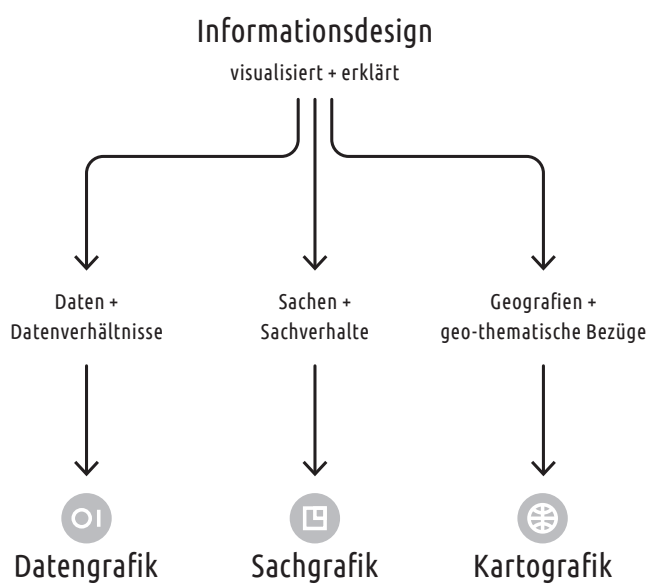 Informationsdesign
visualisiert + erklärt
Daten +
Datenverhältnisse
Sachen +
Sachverhalte
Geografien +
geo-thematische Bezüge
Datengrafik
Sachgrafik
Kartografik